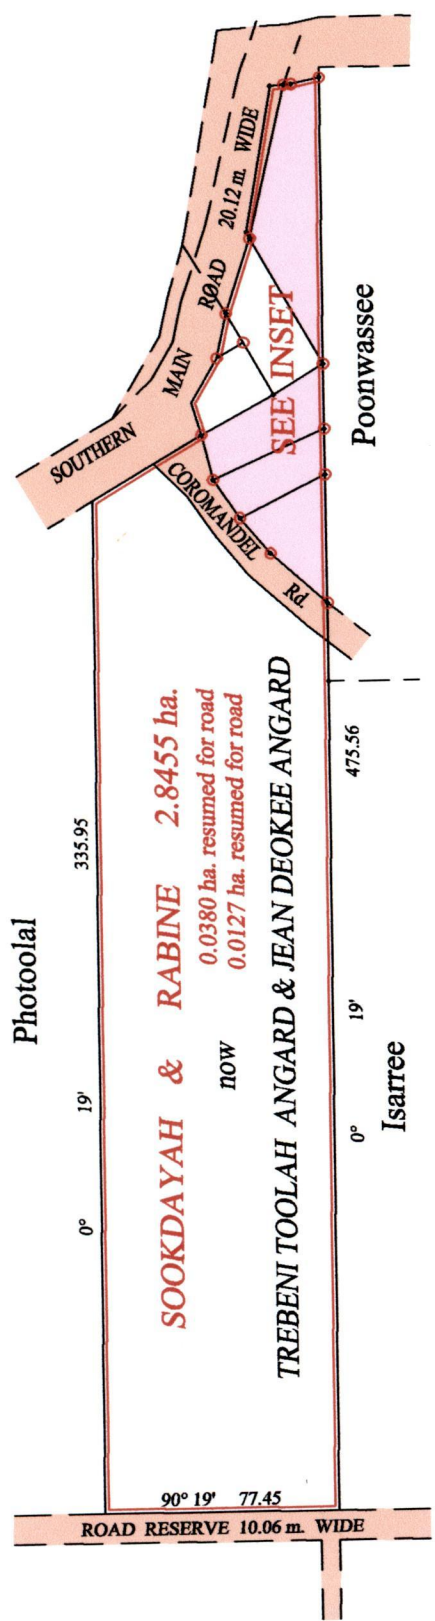 20.12 m. WIDE
SOUTHERN MAIN ROAD
SEE INSET
Poonwassee
COROMANDEL Rd.
Photoolal
335.95
0° 19'
SOOKDAYAH & RABINE 2.8455 ha.
0.0380 ha. resumed for road
0.0127 ha. resumed for road
now
TREBENI TOOLAH ANGARD & JEAN DEOKEE ANGARD
475.56
0° 19'
Isarree
90° 19' 77.45
ROAD RESERVE 10.06 m. WIDE